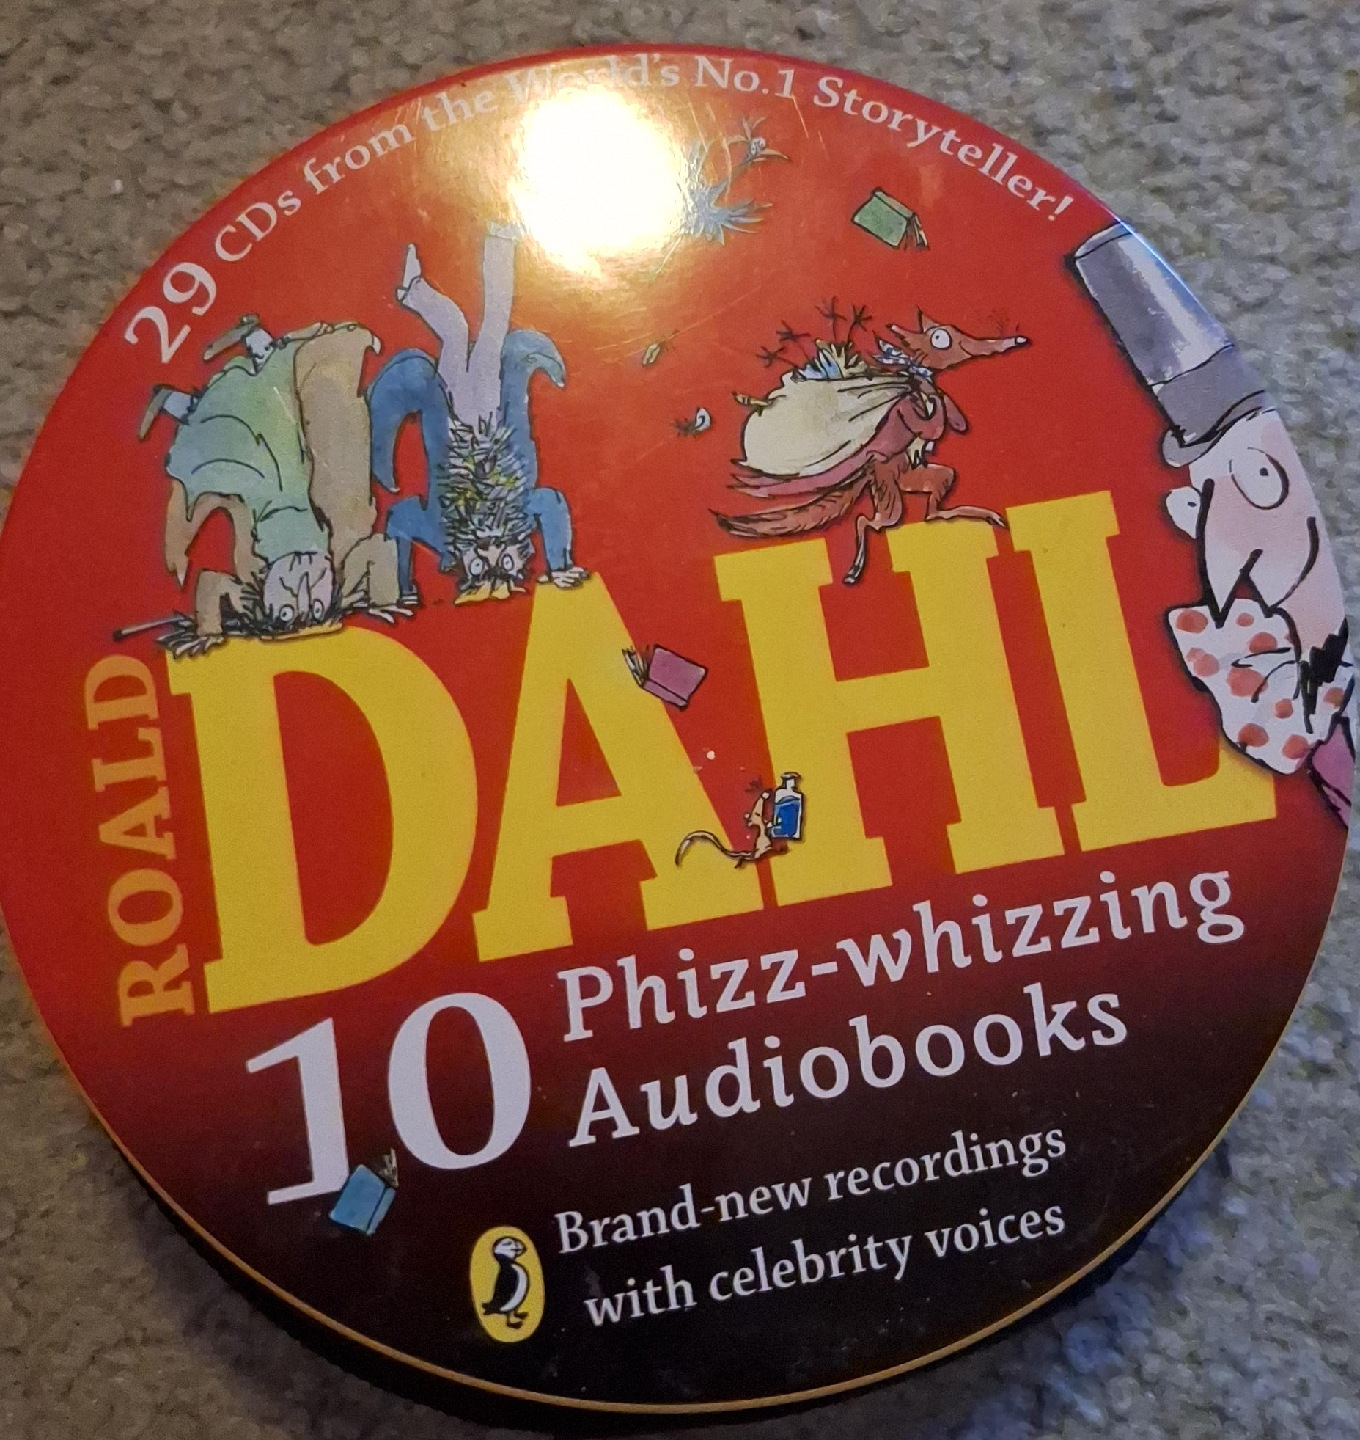 29 CDs from the World's No.1 Storyteller!
ROALD
DAHL
10 Phizz-whizzing
Audiobooks
Brand-new recordings
with celebrity voices